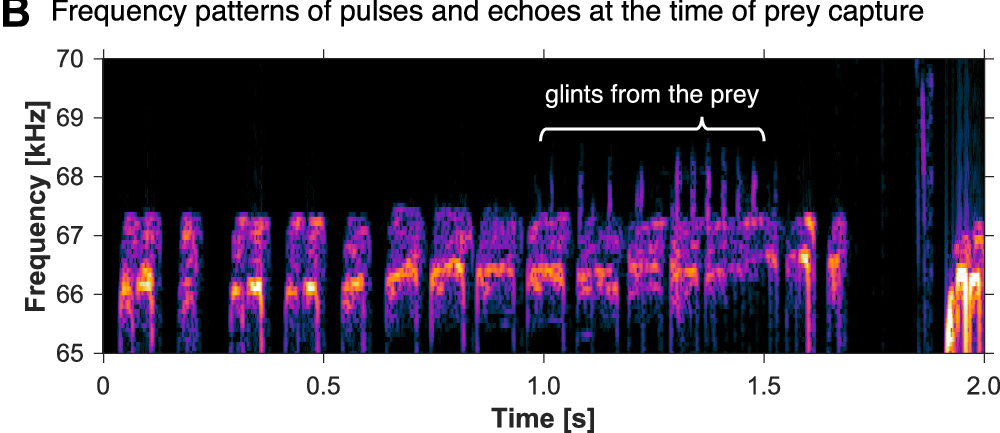 B Frequency patterns of pulses and echoes at the time of prey capture
70
69
68
67
66
65
Frequency [kHz]
glints from the prey
0 0.5 1.0 1.5 2.0
Time [s]